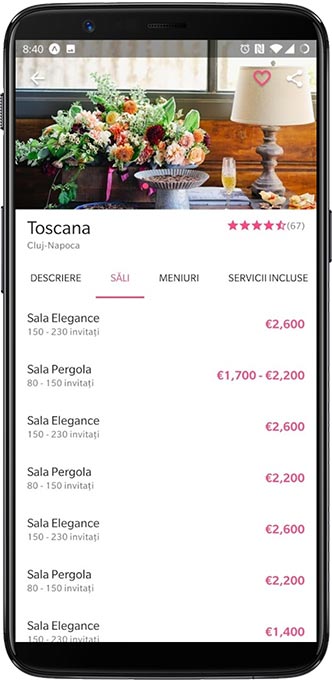 8:40
Toscana
(67)
Cluj-Napoca
DESCRIERE SĂLI MENIURI SERVICII INCLUSE
Sala Elegance
€2,600
150 - 230 invitați
Sala Pergola
€1,700 - €2,200
80 - 150 invitați
Sala Elegance
€2,600
150 - 230 invitați
Sala Pergola
€2,200
80 - 150 invitați
Sala Elegance
€2,600
150 - 230 invitați
Sala Pergola
€2,200
80 - 150 invitați
Sala Elegance
€1,400
150 - 230 invitați